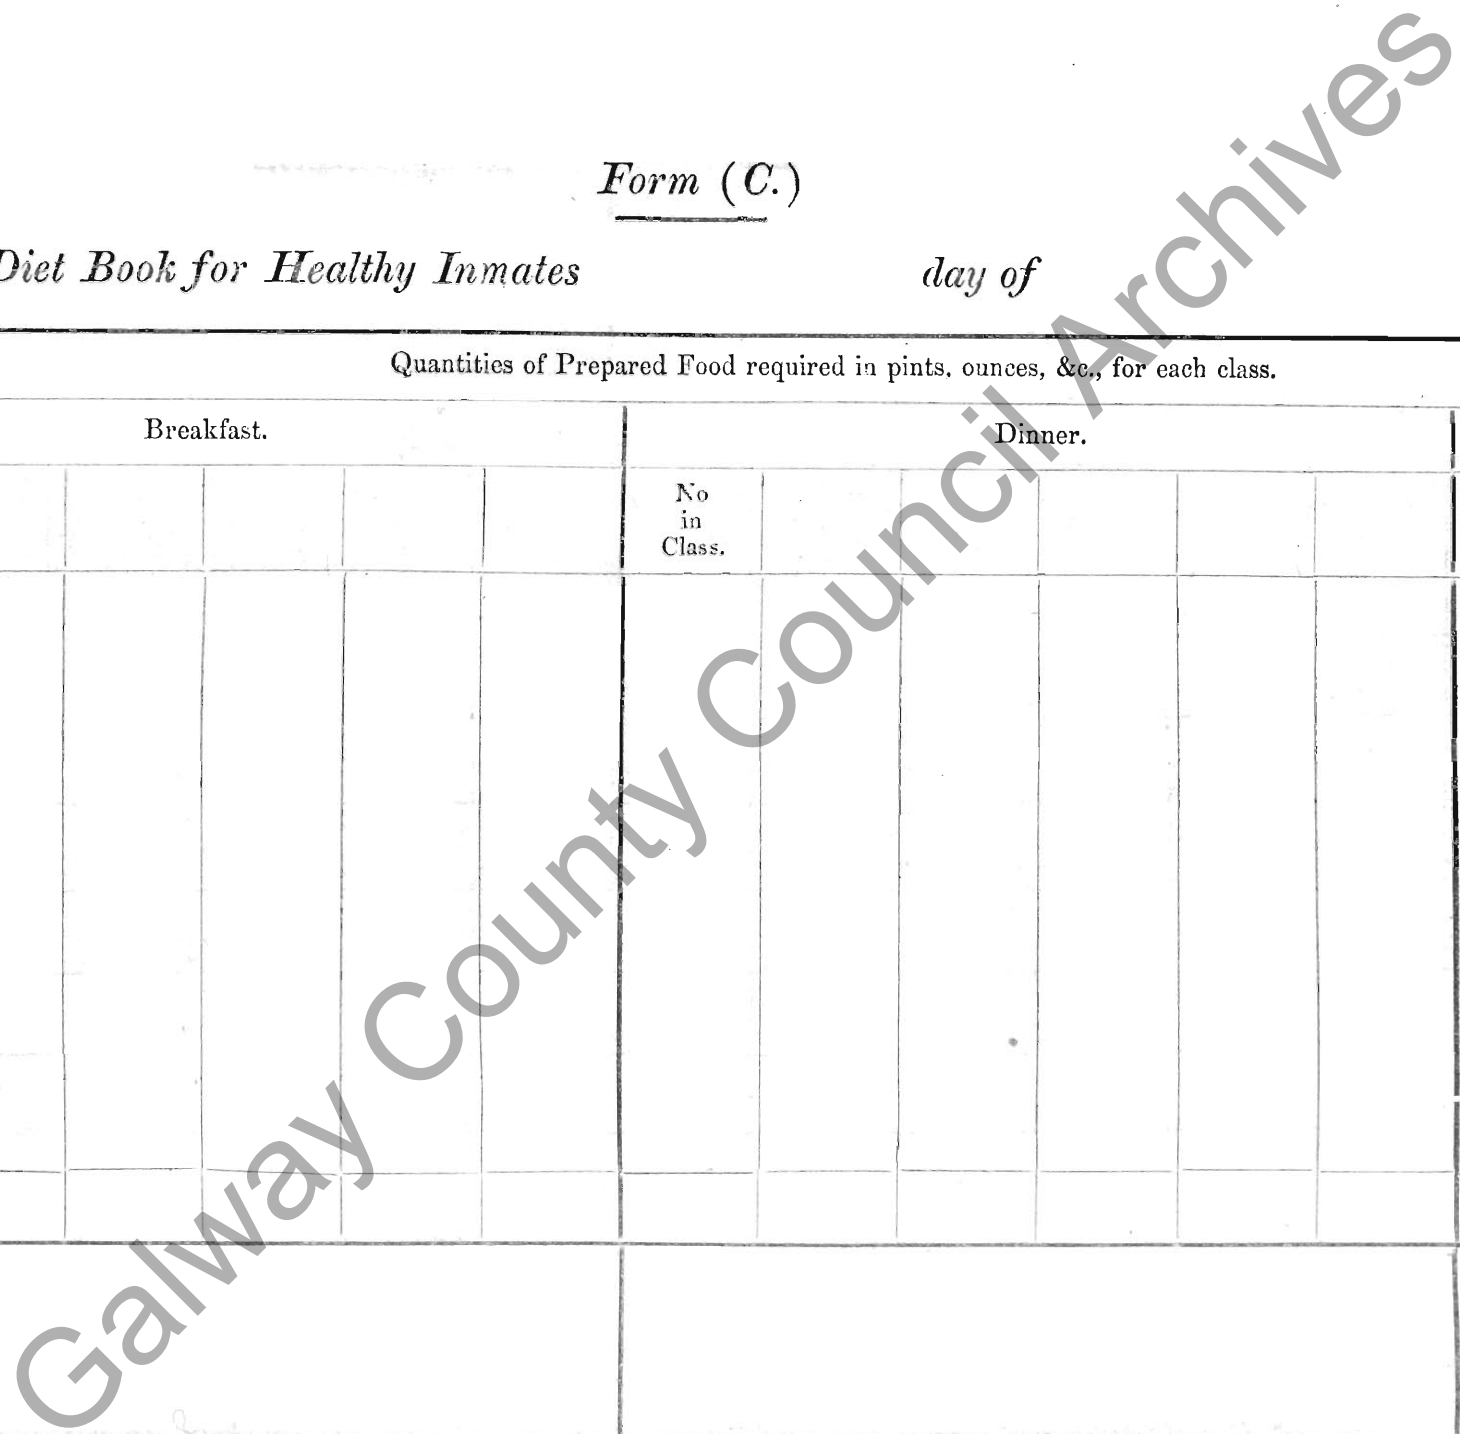 Form (C.)
Diet Book for Healthy Inmates day of
Quantities of Prepared Food required in pints, ounces, &c., for each class.
Breakfast. Dinner.
No
in
Class.
Galway County Council Archives